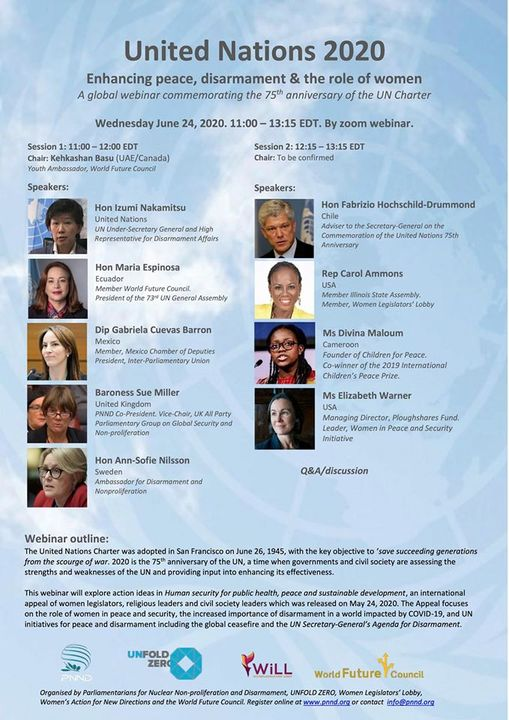 United Nations 2020
Enhancing peace, disarmament & the role of women
A global webinar commemorating the 75th anniversary of the UN Charter
Wednesday June 24, 2020. 11:00 – 13:15 EDT. By zoom webinar.
Session 1: 11:00 – 12:00 EDT
Chair: Kehkashan Basu (UAE/Canada)
Youth Ambassador, World Future Council
Speakers:
Hon Izumi Nakamitsu
United Nations
UN Under-Secretary General and High
Representative for Disarmament Affairs
Hon Maria Espinosa
Ecuador
Member World Future Council.
President of the 73rd UN General Assembly
Dip Gabriela Cuevas Barron
Mexico
Member, Mexico Chamber of Deputies
President, Inter-Parliamentary Union
Baroness Sue Miller
United Kingdom
PNND Co-President. Vice-Chair, UK All Party
Parliamentary Group on Global Security and
Non-proliferation
Hon Ann-Sofie Nilsson
Sweden
Ambassador for Disarmament and
Nonproliferation
Session 2: 12:15 – 13:15 EDT
Chair: To be confirmed
Speakers:
Hon Fabrizio Hochschild-Drummond
Chile
Adviser to the Secretary-General on the
Commemoration of the United Nations 75th
Anniversary
Rep Carol Ammons
USA
Member Illinois State Assembly.
Member, Women Legislators' Lobby
Ms Divina Maloum
Cameroon
Founder of Children for Peace.
Co-winner of the 2019 International
Children's Peace Prize.
Ms Elizabeth Warner
USA
Managing Director, Ploughshares Fund.
Leader, Women in Peace and Security
Initiative
Q&A/discussion
Webinar outline:
The United Nations Charter was adopted in San Francisco on June 26, 1945, with the key objective to 'save succeeding generations
from the scourge of war. 2020 is the 75th anniversary of the UN, a time when governments and civil society are assessing the
strengths and weaknesses of the UN and providing input into enhancing its effectiveness.
This webinar will explore action ideas in Human security for public health, peace and sustainable development, an international
appeal of women legislators, religious leaders and civil society leaders which was released on May 24, 2020. The Appeal focuses
on the role of women in peace and security, the increased importance of disarmament in a world impacted by COVID-19, and UN
initiatives for peace and disarmament including the global ceasefire and the UN Secretary-General's Agenda for Disarmament.
PNND
UNFOLD
ZERO
WiLL
World Future Council
Organised by Parliamentarians for Nuclear Non-proliferation and Disarmament, UNFOLD ZERO, Women Legislators' Lobby,
Women's Action for New Directions and the World Future Council. Register online at www.pnnd.org or contact info@pnnd.org